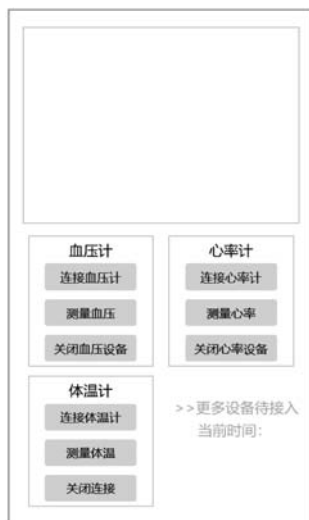 血压计
连接血压计
测量血压
关闭血压设备
心率计
连接心率计
测量心率
关闭心率设备
体温计
连接体温计
测量体温
关闭连接
>>更多设备待接入
当前时间: